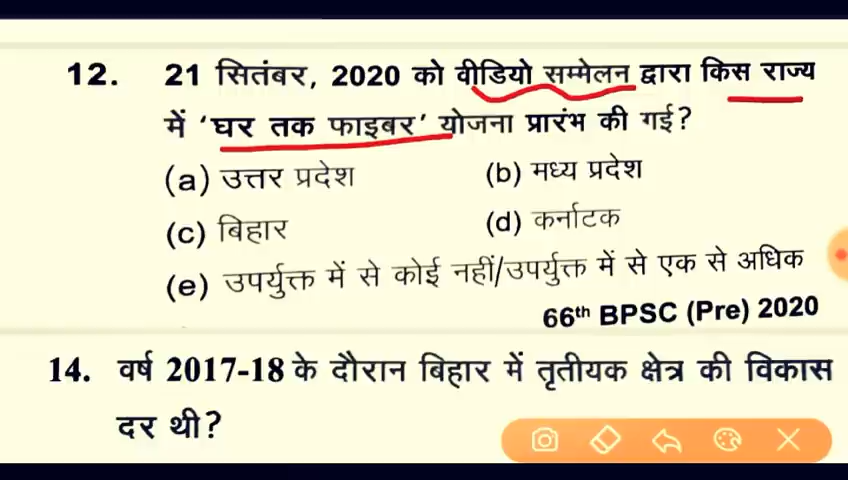 12. 21 सितंबर, 2020 को वीडियो सम्मेलन द्वारा किस राज्य
में ‘घर तक फाइबर’ योजना प्रारंभ की गई?
(a) उत्तर प्रदेश (b) मध्य प्रदेश
(c) बिहार (d) कर्नाटक
(e) उपर्युक्त में से कोई नहीं/उपर्युक्त में से एक से अधिक
66th BPSC (Pre) 2020
14. वर्ष 2017-18 के दौरान बिहार में तृतीयक क्षेत्र की विकास
दर थी?